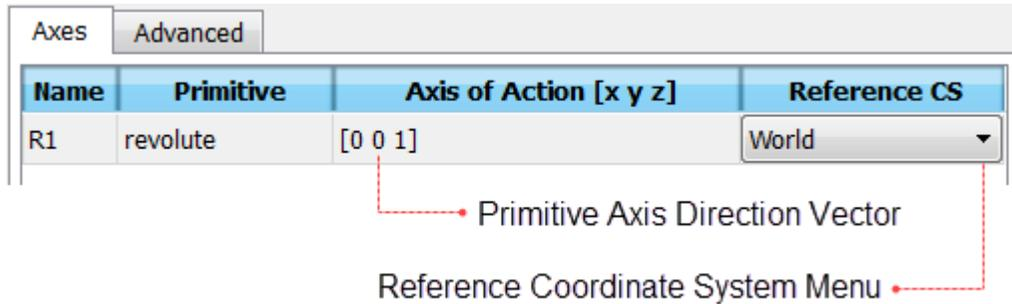 Axes Advanced
Name Primitive Axis of Action [x y z] Reference CS
R1 revolute [0 0 1] World
Primitive Axis Direction Vector
Reference Coordinate System Menu